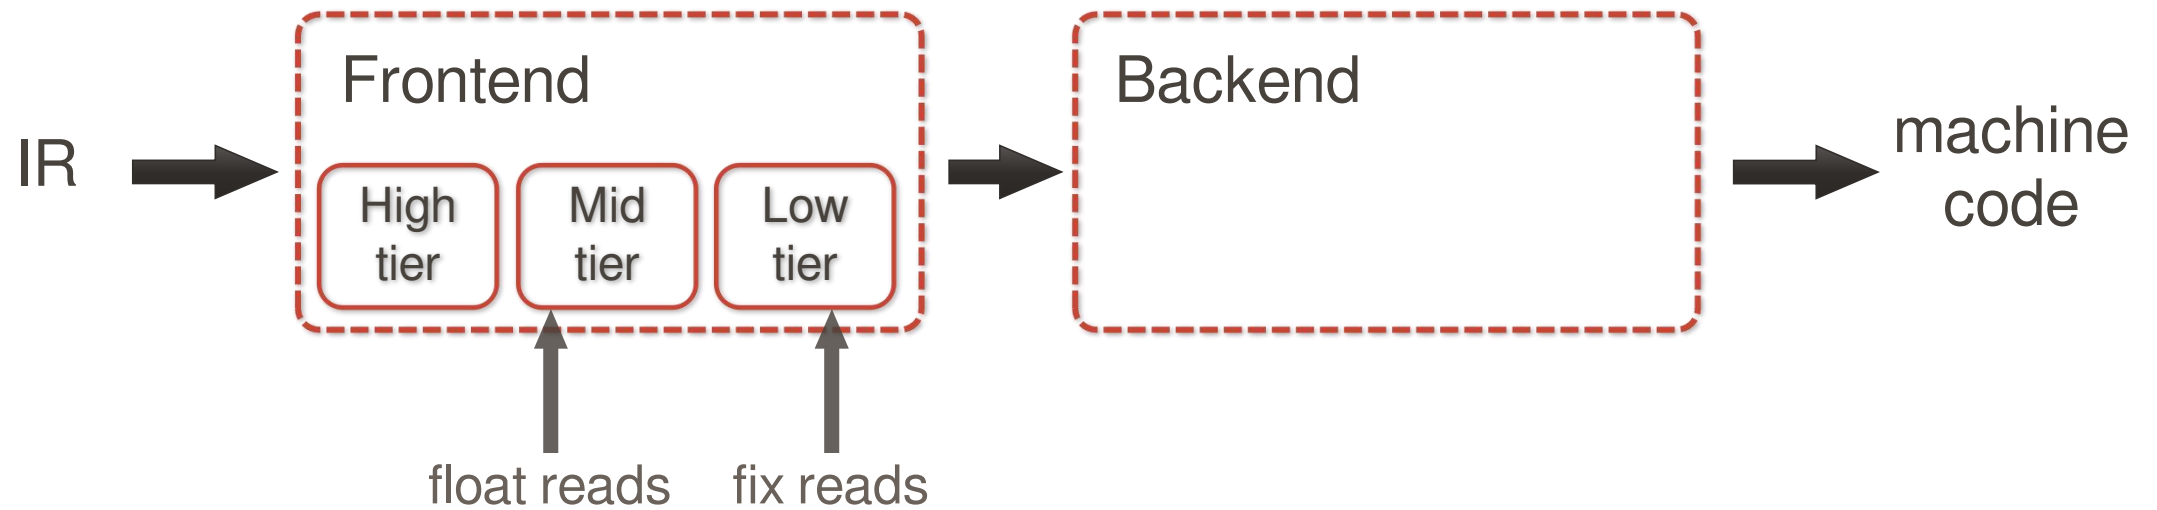 IR
Frontend
High
tier
Mid
tier
Low
tier
float reads
fix reads
Backend
machine
code